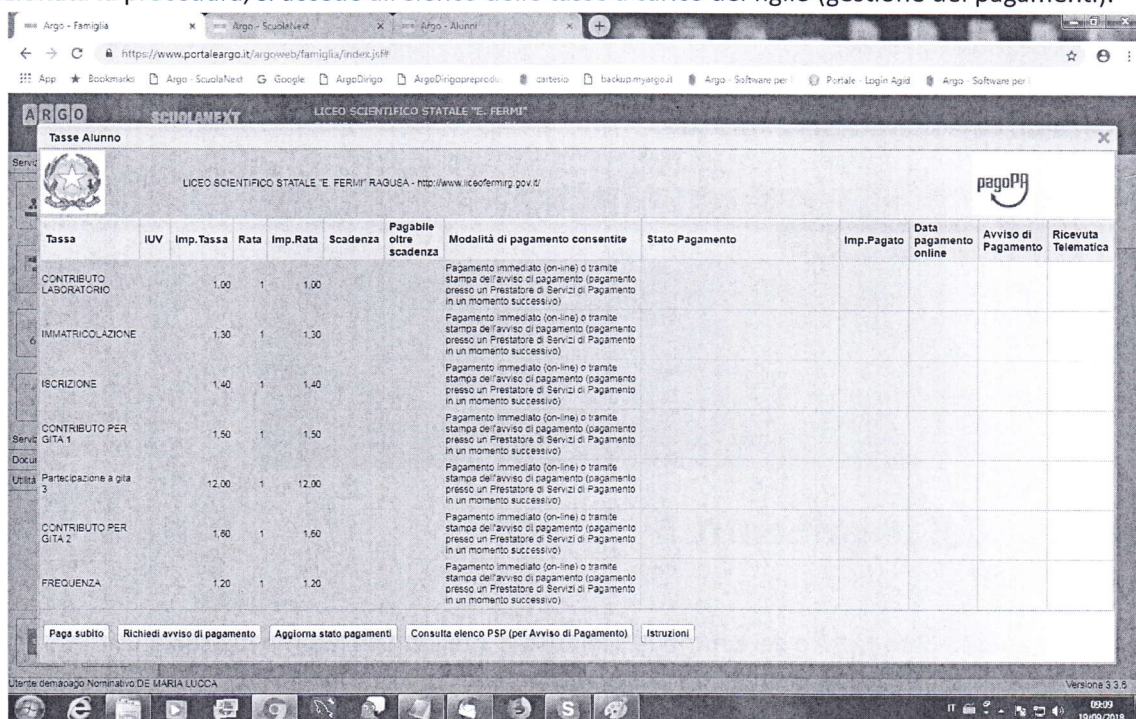 (gestione dei pagamenti).
Argo - Famiglia
Argo - ScuolaNext
Argo - Alunni
https://www.portaleargo.it/argoweb/famiglia/index.jsf#
App Bookmarks Argo - ScuolaNext Google ArgoDirigo cartesio backup.myargo.it Argo - Software per Portale - Login Agid Argo - Software per
ARGO SCUOLANEXT LICEO SCIENTIFICO STATALE "E. FERMI"
Tasse Alunno
LICEO SCIENTIFICO STATALE "E. FERMI" RAGUSA - http://www.liceofermirg.gov.it/
pagoPA
Tassa IUV Imp.Tassa Rata Imp.Rata Scadenza Pagabile oltre scadenza Modalità di pagamento consentite Stato Pagamento Imp.Pagato Data pagamento online Avviso di Pagamento Ricevuta Telematica
CONTRIBUTO LABORATORIO 1,00 1 1,00 Pagamento immediato (on-line) o tramite
stampa dell'avviso di pagamento (pagamento
presso un Prestatore di Servizi di Pagamento
in un momento successivo)
IMMATRICOLAZIONE 1,30 1 1,30 Pagamento immediato (on-line) o tramite
stampa dell'avviso di pagamento (pagamento
presso un Prestatore di Servizi di Pagamento
in un momento successivo)
ISCRIZIONE 1,40 1 1,40 Pagamento immediato (on-line) o tramite
stampa dell'avviso di pagamento (pagamento
presso un Prestatore di Servizi di Pagamento
in un momento successivo)
CONTRIBUTO PER GITA 1 1,50 1 1,50 Pagamento immediato (on-line) o tramite
stampa dell'avviso di pagamento (pagamento
presso un Prestatore di Servizi di Pagamento
in un momento successivo)
Partecipazione a gita 3 12,00 1 12,00 Pagamento immediato (on-line) o tramite
stampa dell'avviso di pagamento (pagamento
presso un Prestatore di Servizi di Pagamento
in un momento successivo)
CONTRIBUTO PER GITA 2 1,60 1 1,60 Pagamento immediato (on-line) o tramite
stampa dell'avviso di pagamento (pagamento
presso un Prestatore di Servizi di Pagamento
in un momento successivo)
FREQUENZA 1,20 1 1,20 Pagamento immediato (on-line) o tramite
stampa dell'avviso di pagamento (pagamento
presso un Prestatore di Servizi di Pagamento
in un momento successivo)
Paga subito Richiedi avviso di pagamento Aggiorna stato pagamenti Consulta elenco PSP (per Avviso di Pagamento) Istruzioni
Utente demapago Nominativo DE MARIA LUCCA Versione 3.3.6
IT 09:09
19/09/2018